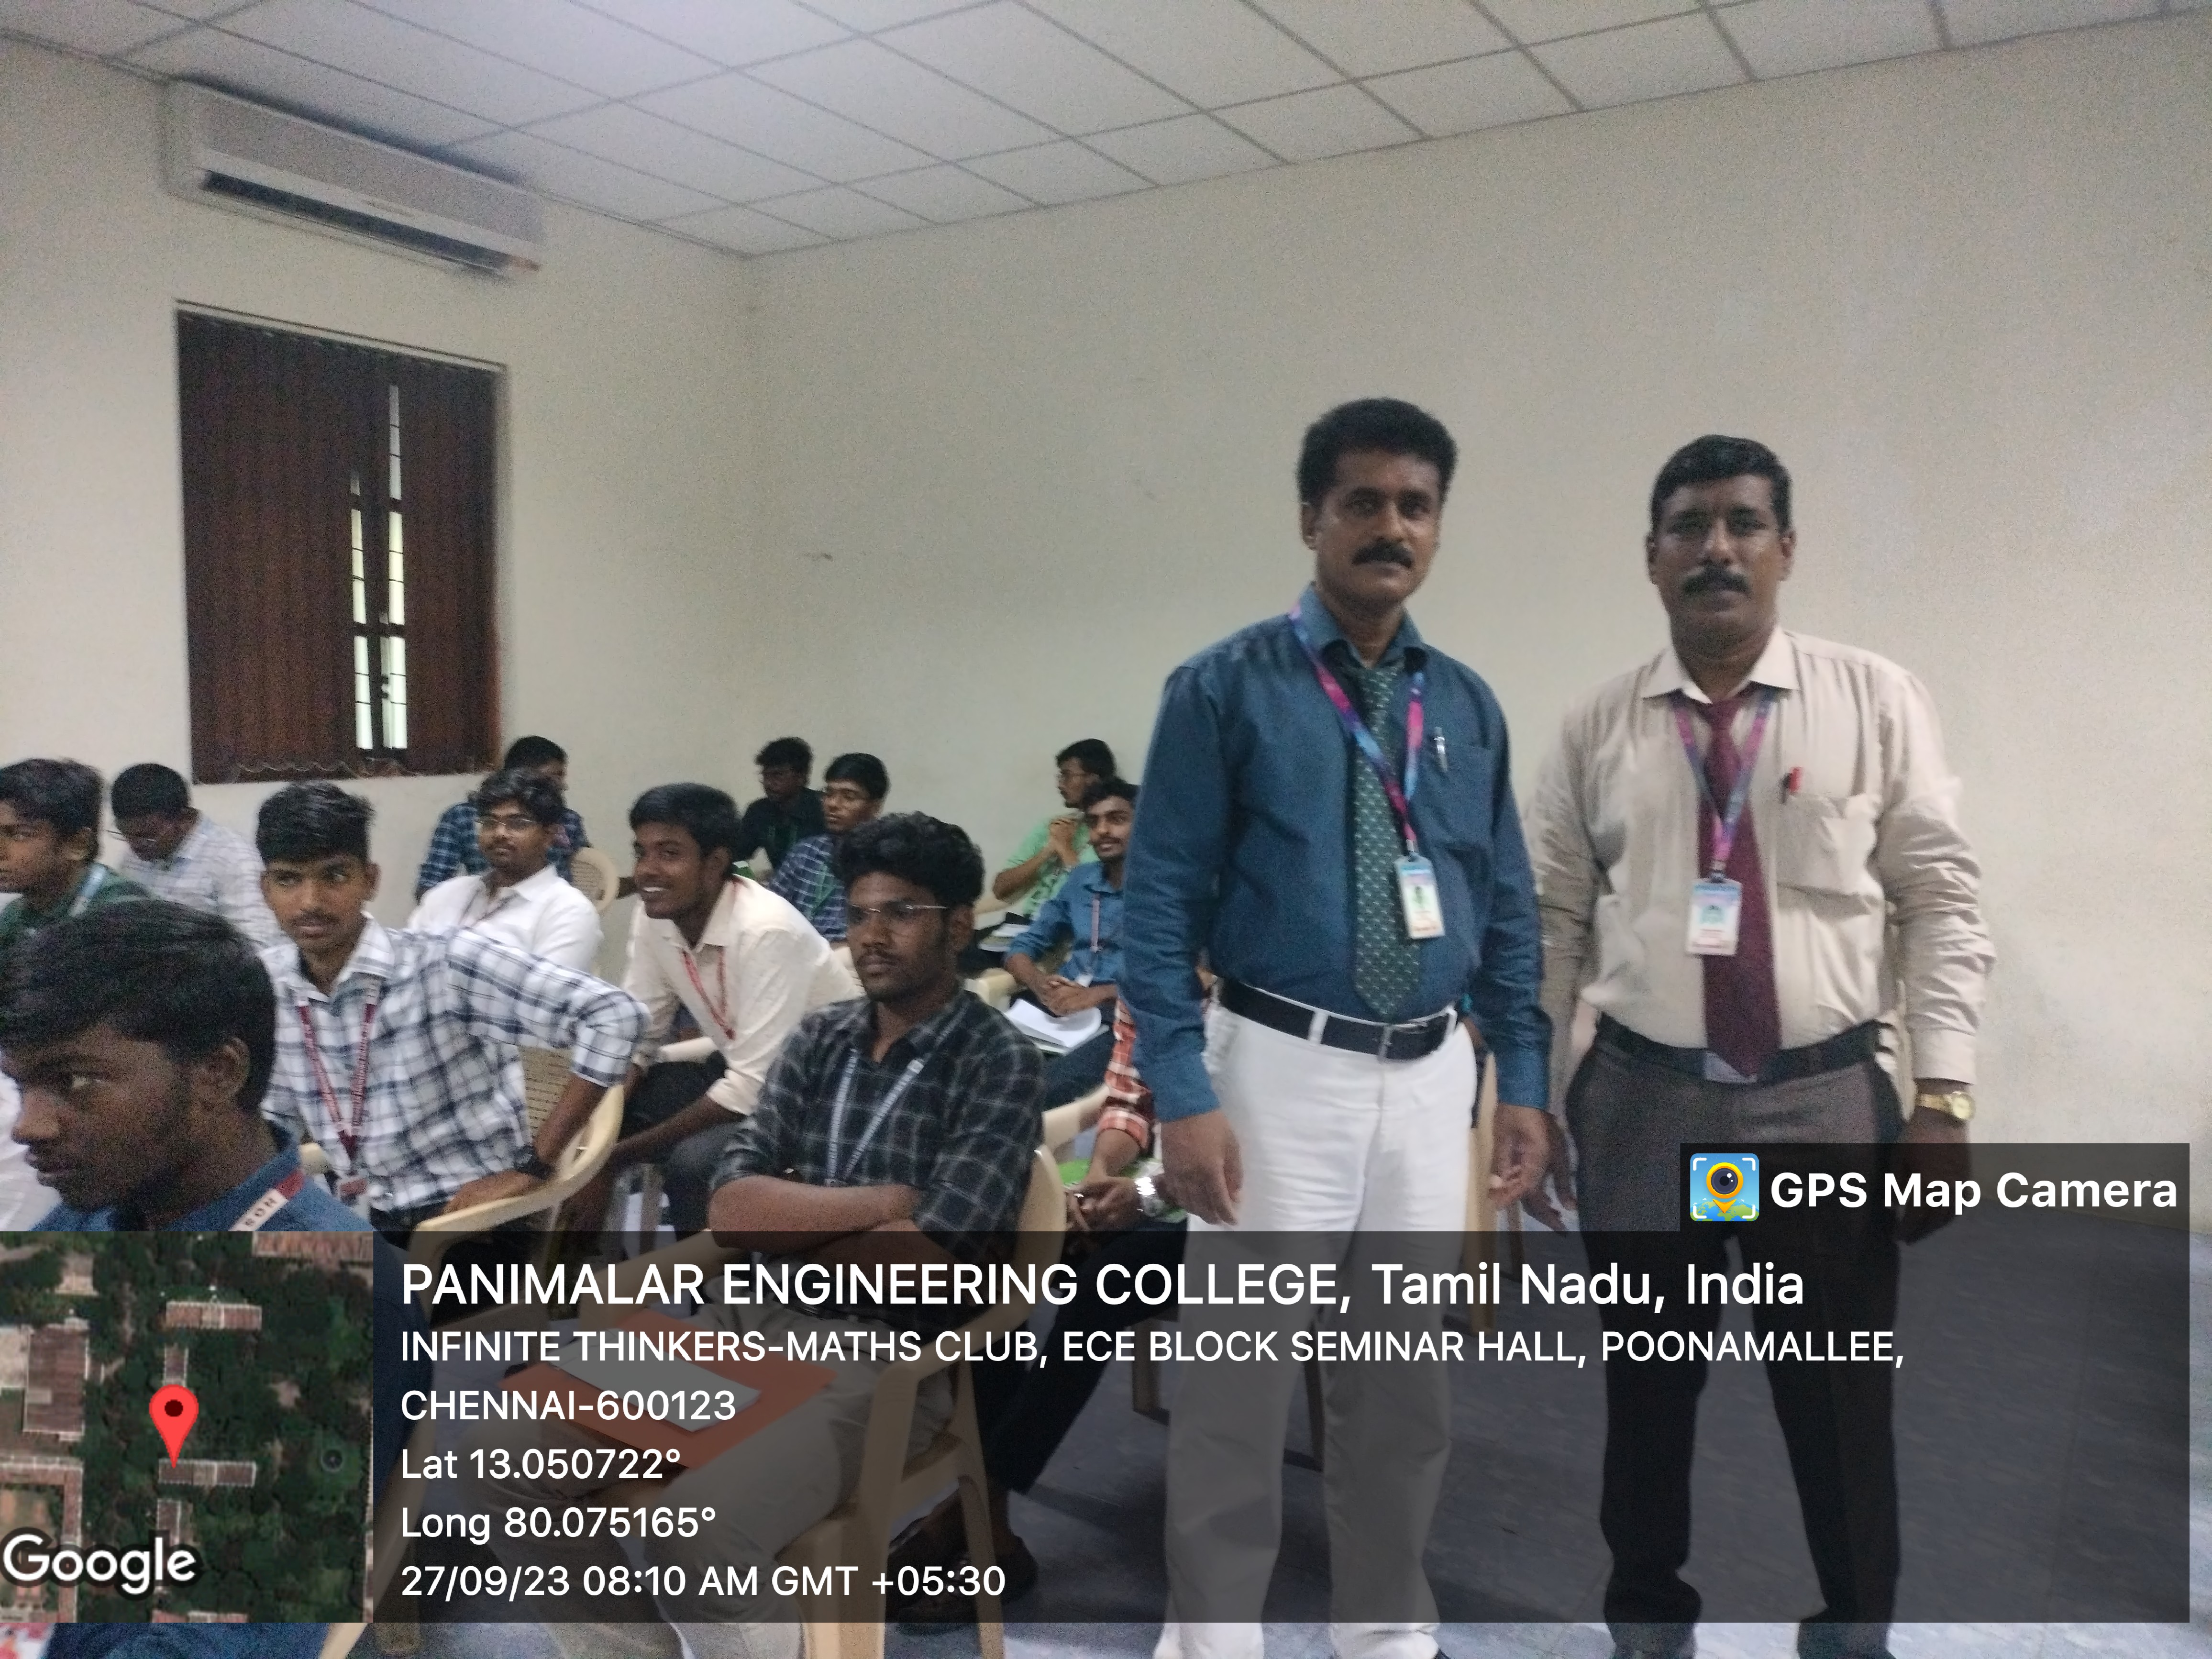 GPS Map Camera
PANIMALAR ENGINEERING COLLEGE, Tamil Nadu, India
INFINITE THINKERS-MATHS CLUB, ECE BLOCK SEMINAR HALL, POONAMALLEE,
CHENNAI-600123
Lat 13.050722°
Long 80.075165°
27/09/23 08:10 AM GMT +05:30
Google